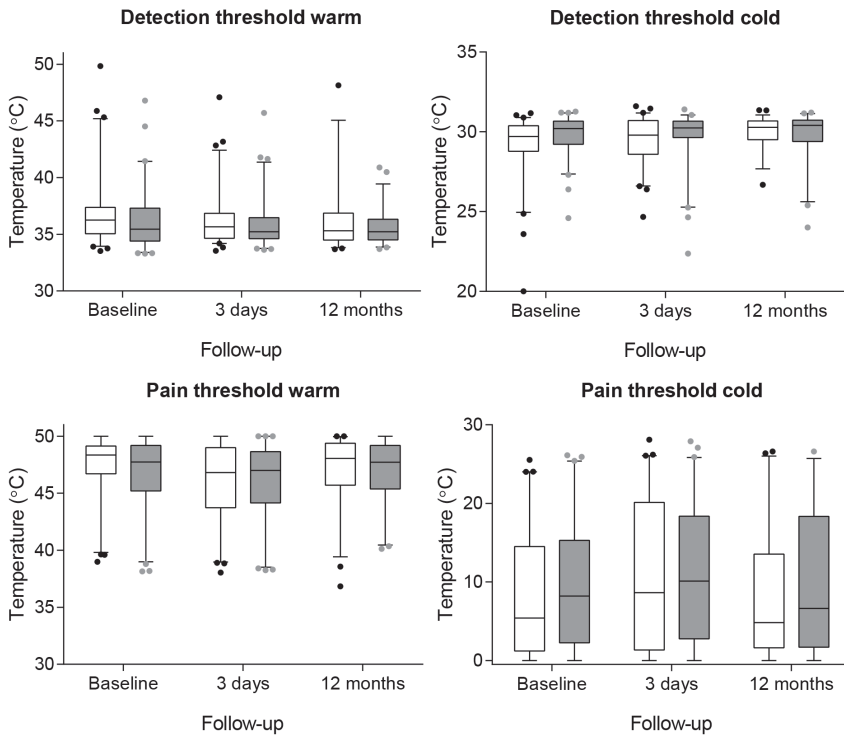 Detection threshold warm
Temperature (°C)
50
45
40
35
30
Baseline
3 days
12 months
Follow-up
Detection threshold cold
Temperature (°C)
35
30
25
20
Baseline
3 days
12 months
Follow-up
Pain threshold warm
Temperature (°C)
50
45
40
35
30
Baseline
3 days
12 months
Follow-up
Pain threshold cold
Temperature (°C)
30
20
10
0
Baseline
3 days
12 months
Follow-up